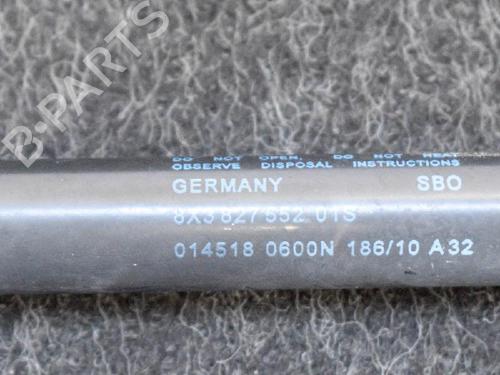 B-PARTS
DO NOT OPEN, DO NOT HEAT
OBSERVE DISPOSAL INSTRUCTIONS
GERMANY SBO
8X3 827 552 01S
014518 0600N 186/10 A32